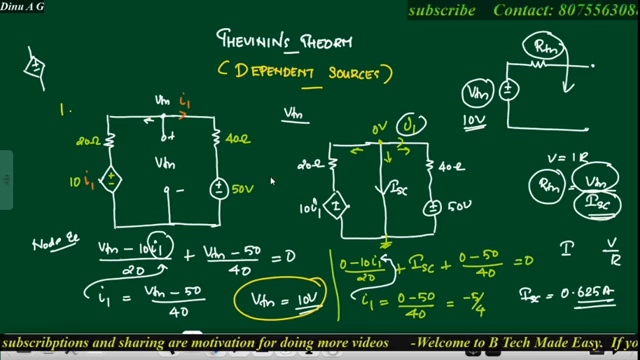 Dinu A G
subscribe Contact: 807556308
THEVININ'S THEOREM
(DEPENDENT SOURCES)
1.
Vth i₁
20Ω
+
Vth
-
40Ω
10 i₁
50V
Vth
0V i₁
20Ω
Isc
40Ω
10i₁
50V
Rth
Vth
10V
V = IR
Rth = Vth / Isc
I V/R
Node Eq
(Vth - 10i₁)/20 + (Vth - 50)/40 = 0
i₁ = (Vth - 50)/40
Vth = 10V
(0 - 10i₁)/20 + Isc + (0 - 50)/40 = 0
i₁ = (0 - 50)/40 = -5/4
Isc = 0.625A
subscribptions and sharing are motivation for doing more videos -Welcome to B Tech Made Easy. If yo